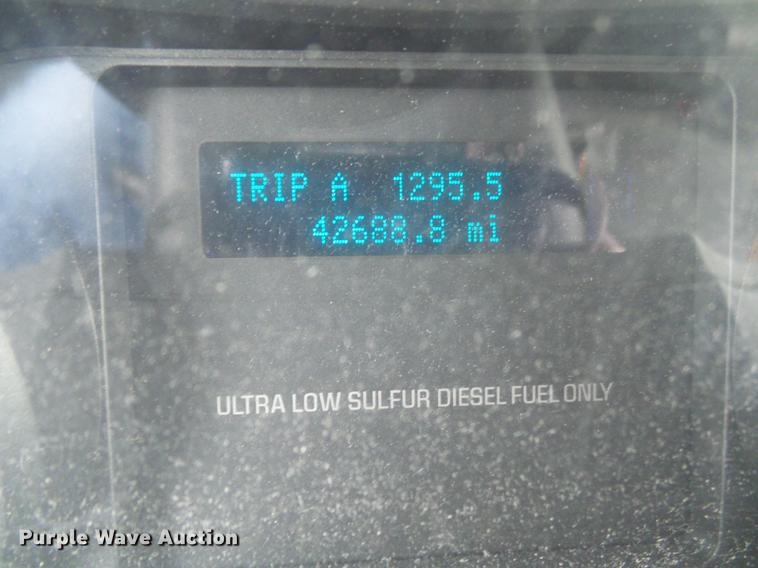 TRIP A 1295.5
42688.8 mi
ULTRA LOW SULFUR DIESEL FUEL ONLY
Purple Wave Auction